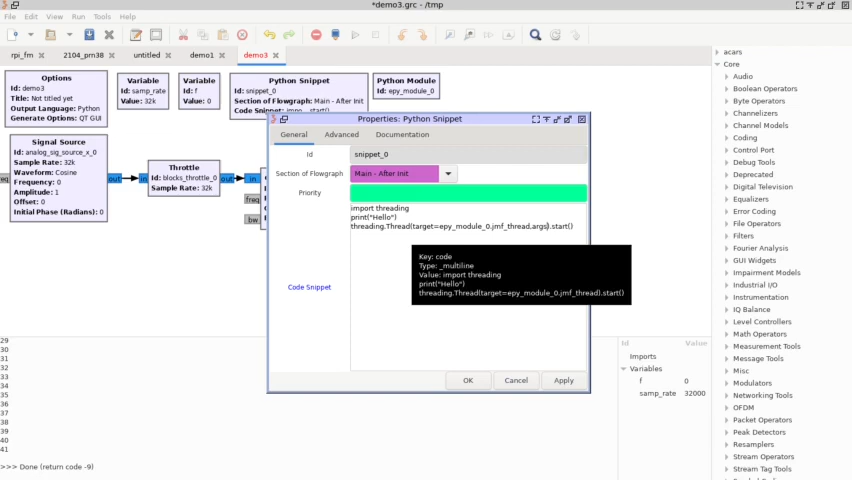 *demo3.grc - /tmp
File Edit View Run Tools Help
rpi_fm 2104_pm38 untitled demo1 demo3
Options
Id: demo3
Title: Not titled yet
Output Language: Python
Generate Options: QT GUI
Variable
Id: samp_rate
Value: 32k
Variable
Id: f
Value: 0
Python Snippet
Id: snippet_0
Section of Flowgraph: Main - After Init
Code Snippet: impo...start()
Python Module
Id: epy_module_0
Signal Source
Id: analog_sig_source_x_0
Sample Rate: 32k
Waveform: Cosine
Frequency: 0
Amplitude: 1
Offset: 0
Initial Phase (Radians): 0
out
Throttle
Id: blocks_throttle_0
Sample Rate: 32k
in
out
in
freq
bw
Properties: Python Snippet
General Advanced Documentation
Id snippet_0
Section of Flowgraph Main - After Init
Priority
Code Snippet
import threading
print("Hello")
threading.Thread(target=epy_module_0.jmf_thread,args).start()
Key: code
Type: _multiline
Value: import threading
print("Hello")
threading.Thread(target=epy_module_0.jmf_thread).start()
OK Cancel Apply
29
30
31
32
33
34
35
36
37
38
39
40
41
>>> Done (return code -9)
Id Value
Imports
Variables
f 0
samp_rate 32000
acars
Core
Audio
Boolean Operators
Byte Operators
Channelizers
Channel Models
Coding
Control Port
Debug Tools
Deprecated
Digital Television
Equalizers
Error Coding
File Operators
Filters
Fourier Analysis
GUI Widgets
Impairment Models
Industrial I/O
Instrumentation
IQ Balance
Level Controllers
Math Operators
Measurement Tools
Message Tools
Misc
Modulators
Networking Tools
OFDM
Packet Operators
Peak Detectors
Resamplers
Stream Operators
Stream Tag Tools